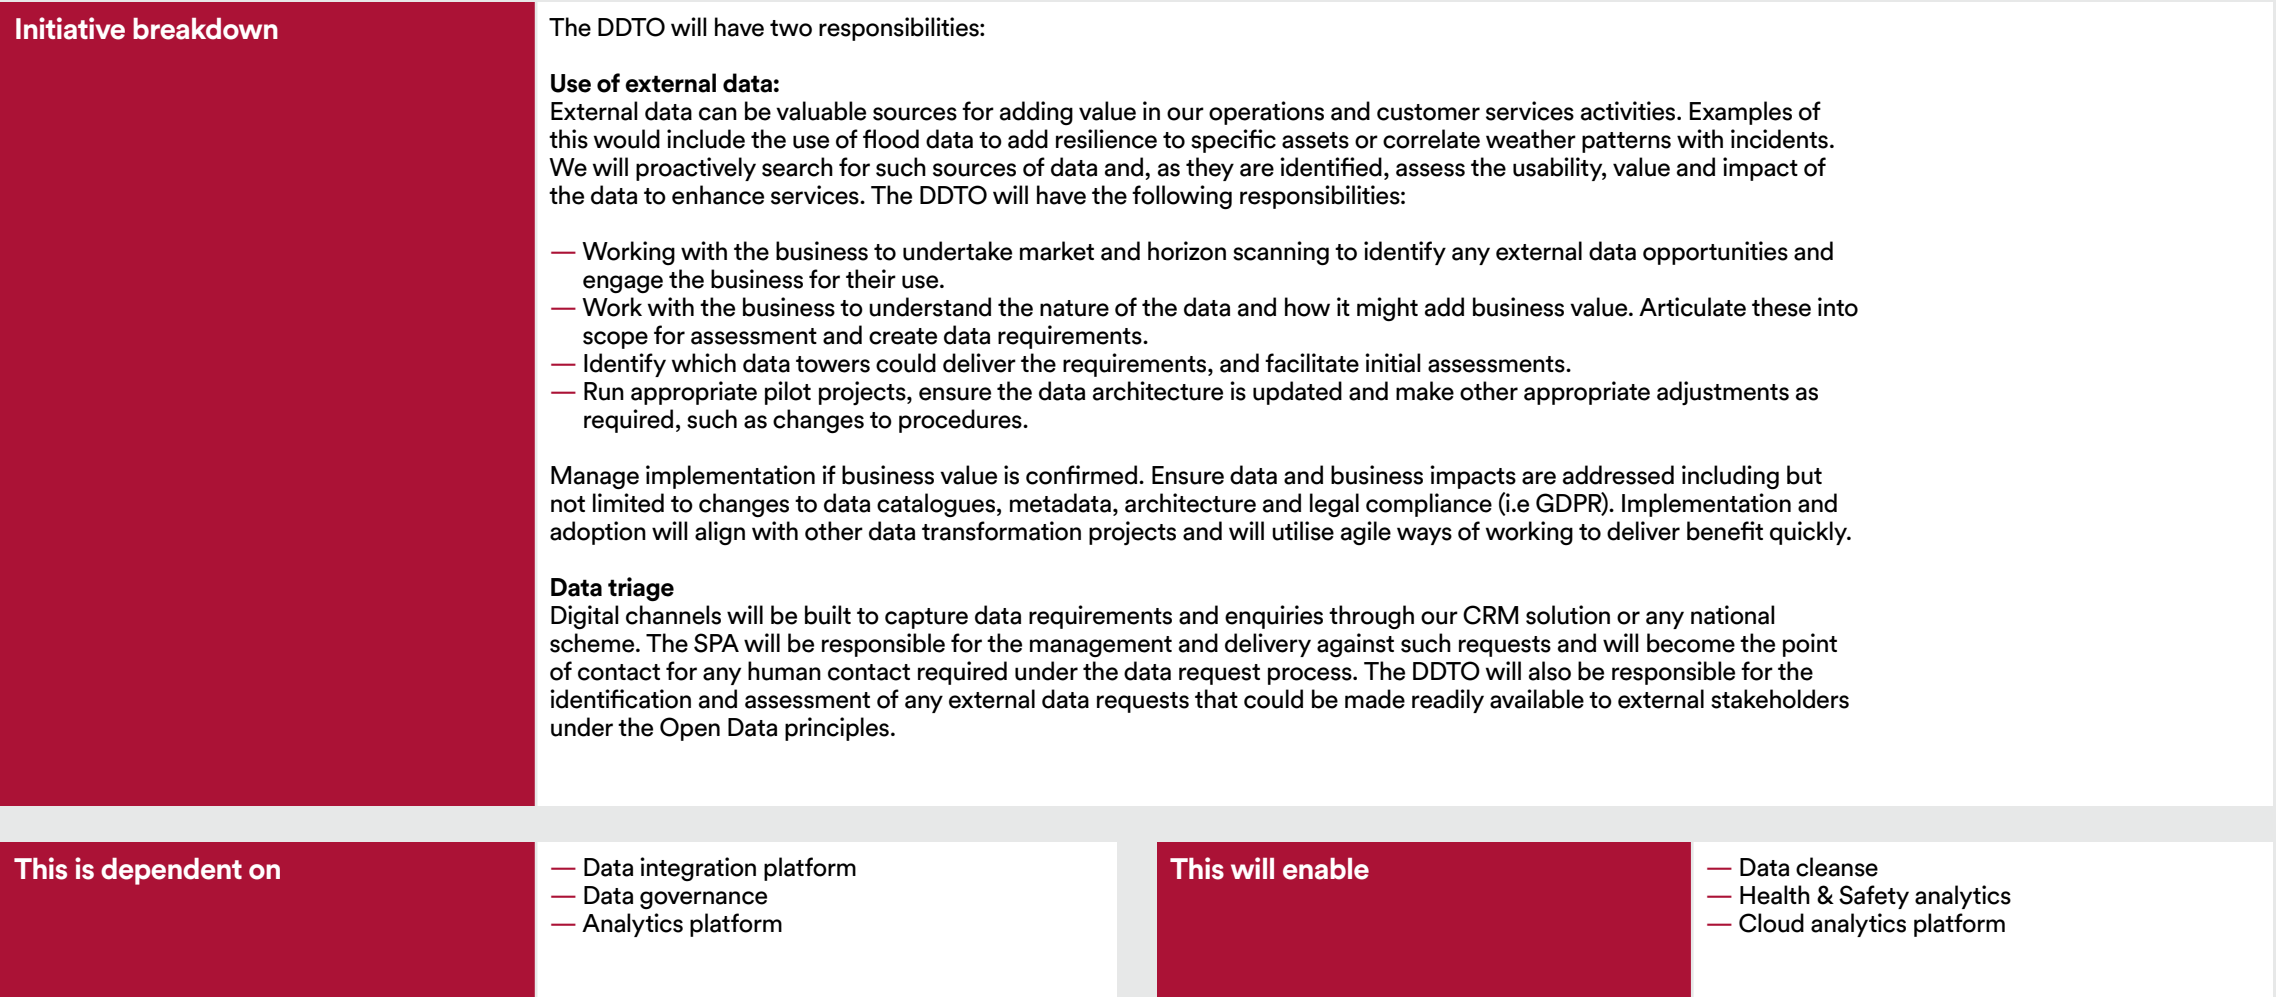 Initiative breakdown
The DDTO will have two responsibilities:
Use of external data:
External data can be valuable sources for adding value in our operations and customer services activities. Examples of
this would include the use of flood data to add resilience to specific assets or correlate weather patterns with incidents.
We will proactively search for such sources of data and, as they are identified, assess the usability, value and impact of
the data to enhance services. The DDTO will have the following responsibilities:
— Working with the business to undertake market and horizon scanning to identify any external data opportunities and
engage the business for their use.
— Work with the business to understand the nature of the data and how it might add business value. Articulate these into
scope for assessment and create data requirements.
— Identify which data towers could deliver the requirements, and facilitate initial assessments.
— Run appropriate pilot projects, ensure the data architecture is updated and make other appropriate adjustments as
required, such as changes to procedures.
Manage implementation if business value is confirmed. Ensure data and business impacts are addressed including but
not limited to changes to data catalogues, metadata, architecture and legal compliance (i.e GDPR). Implementation and
adoption will align with other data transformation projects and will utilise agile ways of working to deliver benefit quickly.
Data triage
Digital channels will be built to capture data requirements and enquiries through our CRM solution or any national
scheme. The SPA will be responsible for the management and delivery against such requests and will become the point
of contact for any human contact required under the data request process. The DDTO will also be responsible for the
identification and assessment of any external data requests that could be made readily available to external stakeholders
under the Open Data principles.
This is dependent on
— Data integration platform
— Data governance
— Analytics platform
This will enable
— Data cleanse
— Health & Safety analytics
— Cloud analytics platform